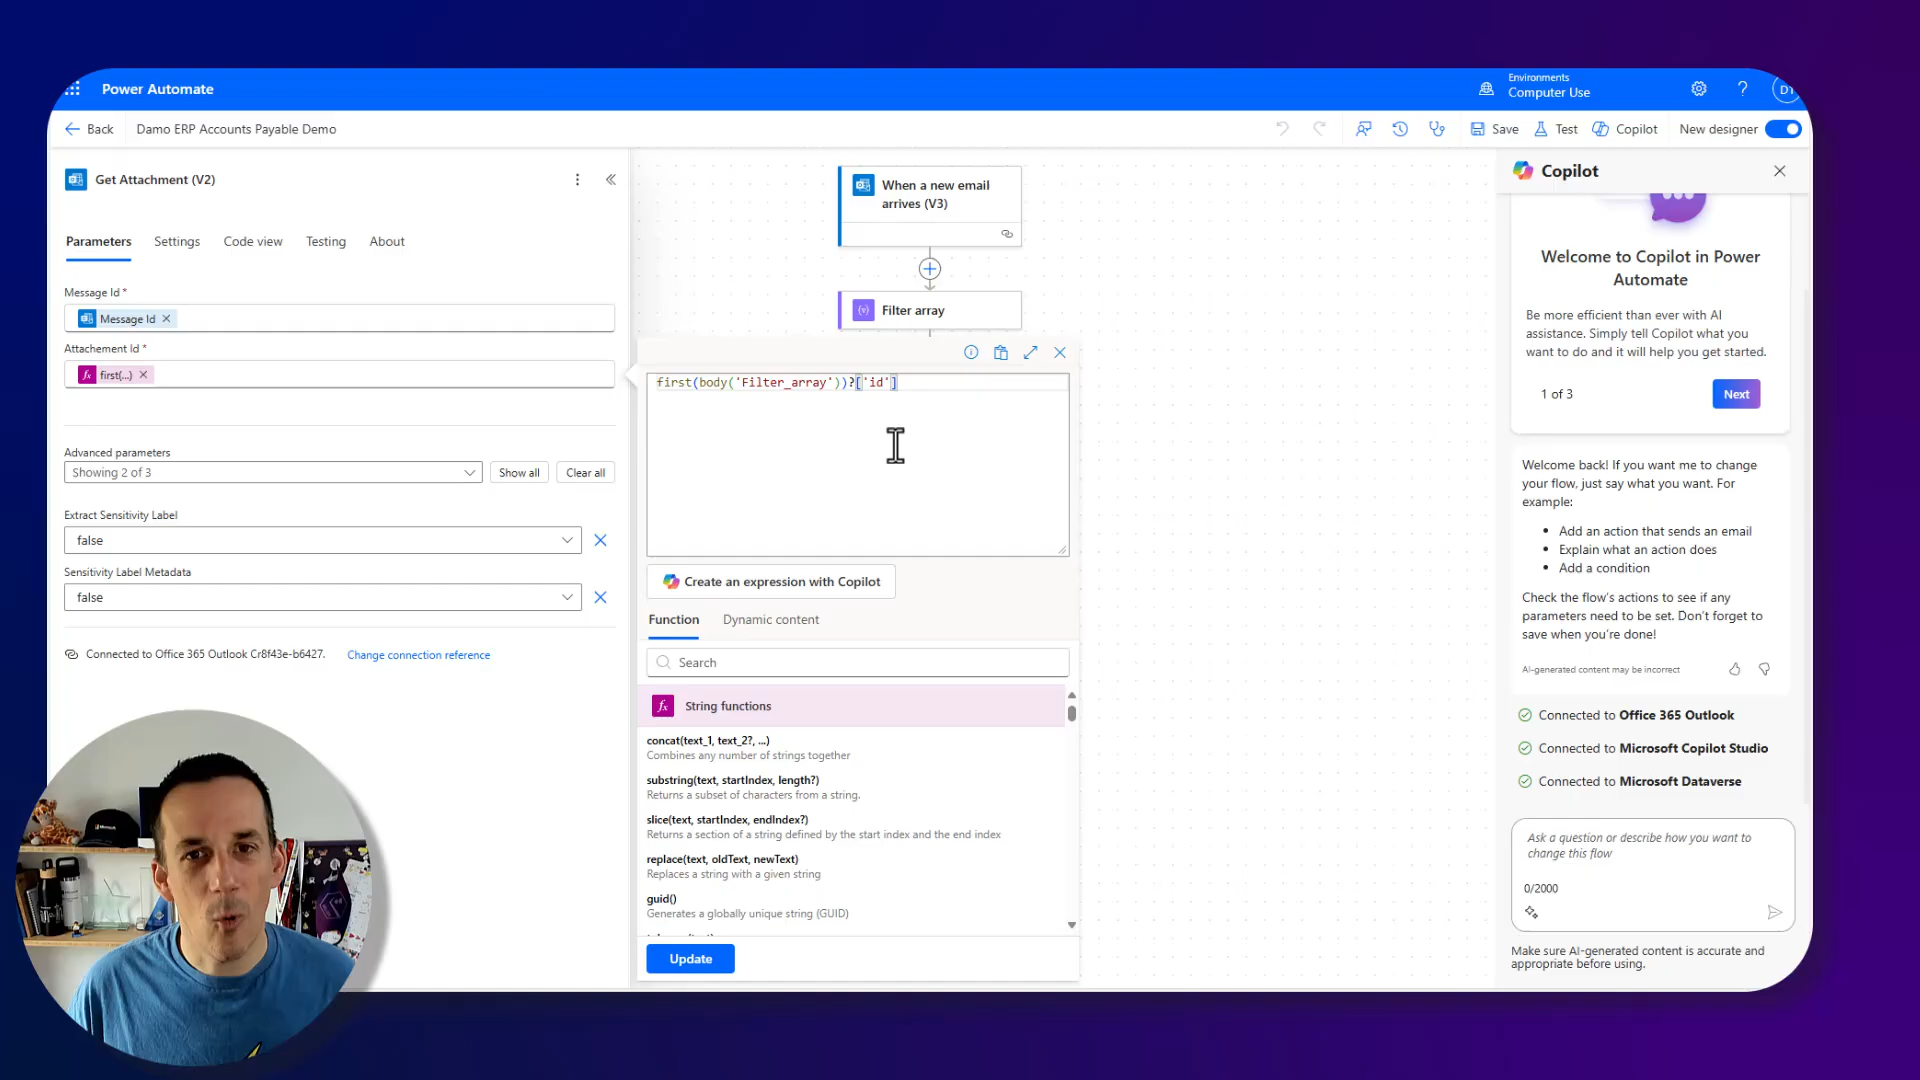 Power Automate
Environments
Computer Use
Back
Damo ERP Accounts Payable Demo
Save
Test
Copilot
New designer
Get Attachment (V2)
Parameters
Settings
Code view
Testing
About
Message Id *
Message Id
Attachement Id *
fx first(...)
Advanced parameters
Showing 2 of 3
Show all
Clear all
Extract Sensitivity Label
false
Sensitivity Label Metadata
false
Connected to Office 365 Outlook Cr8f43e-b6427.
Change connection reference
When a new email
arrives (V3)
Filter array
first(body('Filter_array'))?['id']
Create an expression with Copilot
Function
Dynamic content
Search
fx String functions
concat(text_1, text_2?, ...)
Combines any number of strings together
substring(text, startIndex, length?)
Returns a subset of characters from a string.
slice(text, startIndex, endIndex?)
Returns a section of a string defined by the start index and the end index
replace(text, oldText, newText)
Replaces a string with a given string
guid()
Generates a globally unique string (GUID)
Update
Copilot
Welcome to Copilot in Power
Automate
Be more efficient than ever with AI
assistance. Simply tell Copilot what you
want to do and it will help you get started.
1 of 3
Next
Welcome back! If you want me to change
your flow, just say what you want. For
example:
• Add an action that sends an email
• Explain what an action does
• Add a condition
Check the flow's actions to see if any
parameters need to be set. Don't forget to
save when you're done!
AI-generated content may be incorrect
Connected to Office 365 Outlook
Connected to Microsoft Copilot Studio
Connected to Microsoft Dataverse
Ask a question or describe how you want to
change this flow
0/2000
Make sure AI-generated content is accurate and
appropriate before using.